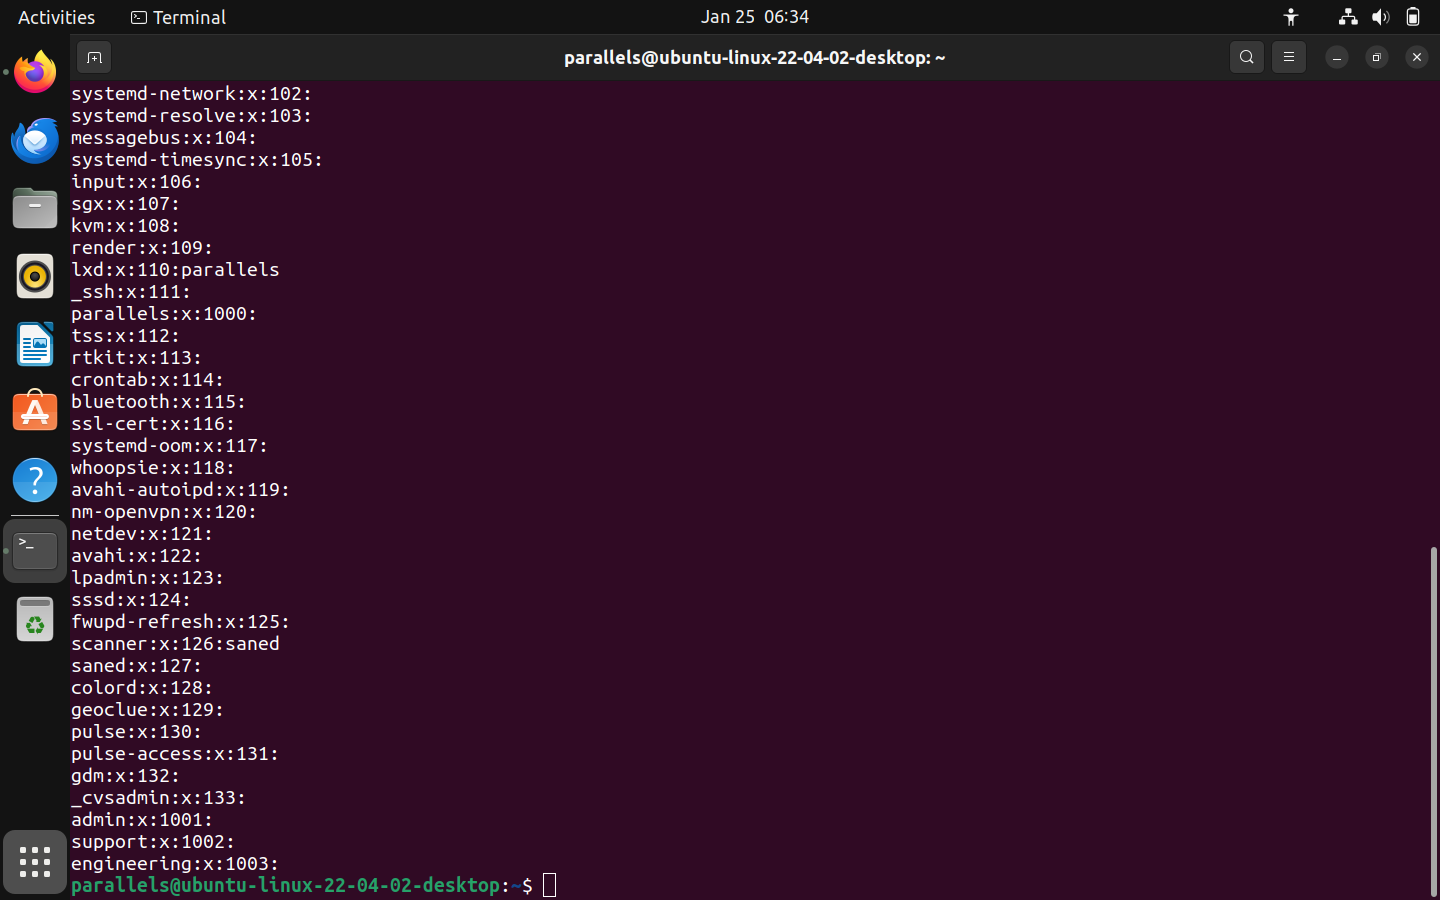 Activities Terminal Jan 25 06:34
parallels@ubuntu-linux-22-04-02-desktop: ~
systemd-network:x:102:
systemd-resolve:x:103:
messagebus:x:104:
systemd-timesync:x:105:
input:x:106:
sgx:x:107:
kvm:x:108:
render:x:109:
lxd:x:110:parallels
_ssh:x:111:
parallels:x:1000:
tss:x:112:
rtkit:x:113:
crontab:x:114:
bluetooth:x:115:
ssl-cert:x:116:
systemd-oom:x:117:
whoopsie:x:118:
avahi-autoipd:x:119:
nm-openvpn:x:120:
netdev:x:121:
avahi:x:122:
lpadmin:x:123:
sssd:x:124:
fwupd-refresh:x:125:
scanner:x:126:saned
saned:x:127:
colord:x:128:
geoclue:x:129:
pulse:x:130:
pulse-access:x:131:
gdm:x:132:
_cvsadmin:x:133:
admin:x:1001:
support:x:1002:
engineering:x:1003:
parallels@ubuntu-linux-22-04-02-desktop:~$